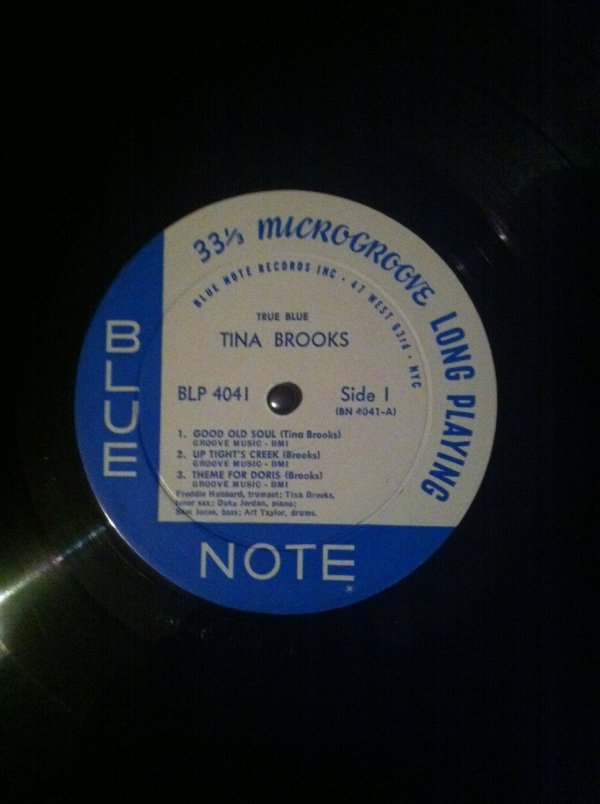 33⅓ MICROGROOVE LONG PLAYING
BLUE NOTE RECORDS INC · 47 WEST 63rd · NYC
TRUE BLUE
TINA BROOKS
BLP 4041
Side 1
(BN 4041-A)
1. GOOD OLD SOUL (Tina Brooks)
GROOVE MUSIC - BMI
2. UP TIGHT'S CREEK (Brooks)
GROOVE MUSIC - BMI
3. THEME FOR DORIS (Brooks)
GROOVE MUSIC - BMI
Freddie Hubbard, trumpet; Tina Brooks,
tenor sax; Duke Jordan, piano;
Sam Jones, bass; Art Taylor, drums.
BLUE
NOTE
®